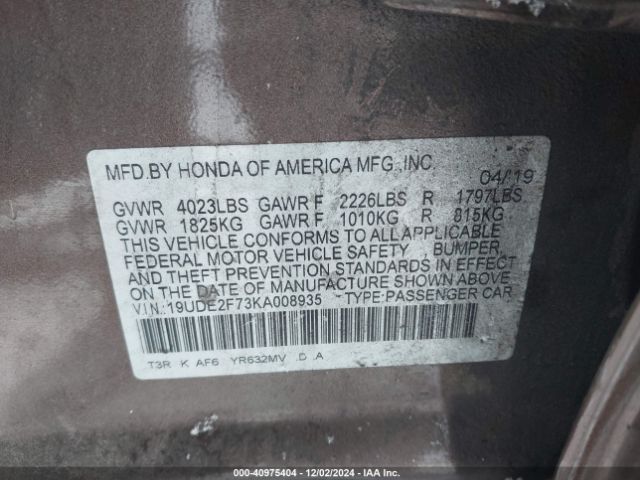 MFD.BY HONDA OF AMERICA MFG.,INC. 04/19
GVWR 4023LBS GAWR F 2226LBS R 1797LBS
GVWR 1825KG GAWR F 1010KG R 815KG
THIS VEHICLE CONFORMS TO ALL APPLICABLE
FEDERAL MOTOR VEHICLE SAFETY, BUMPER,
AND THEFT PREVENTION STANDARDS IN EFFECT
ON THE DATE OF MANUFACTURE SHOWN ABOVE.
V.I.N.:19UDE2F73KA008935 TYPE:PASSENGER CAR
T3R K AF6 YR632MV D A
© - 40975404 - 12/02/2024 - IAA Inc.